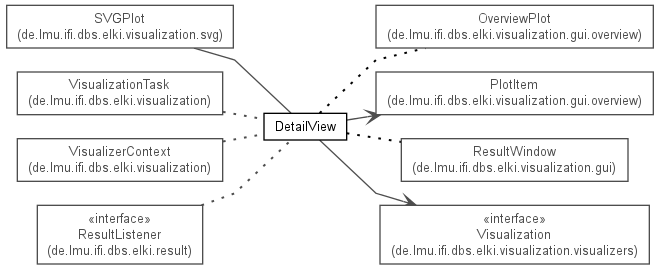 SVGPlot
(de.lmu.ifi.dbs.elki.visualization.svg)
OverviewPlot
(de.lmu.ifi.dbs.elki.visualization.gui.overview)
VisualizationTask
(de.lmu.ifi.dbs.elki.visualization)
PlotItem
(de.lmu.ifi.dbs.elki.visualization.gui.overview)
DetailView
VisualizerContext
(de.lmu.ifi.dbs.elki.visualization)
ResultWindow
(de.lmu.ifi.dbs.elki.visualization.gui)
«interface»
ResultListener
(de.lmu.ifi.dbs.elki.result)
«interface»
Visualization
(de.lmu.ifi.dbs.elki.visualization.visualizers)